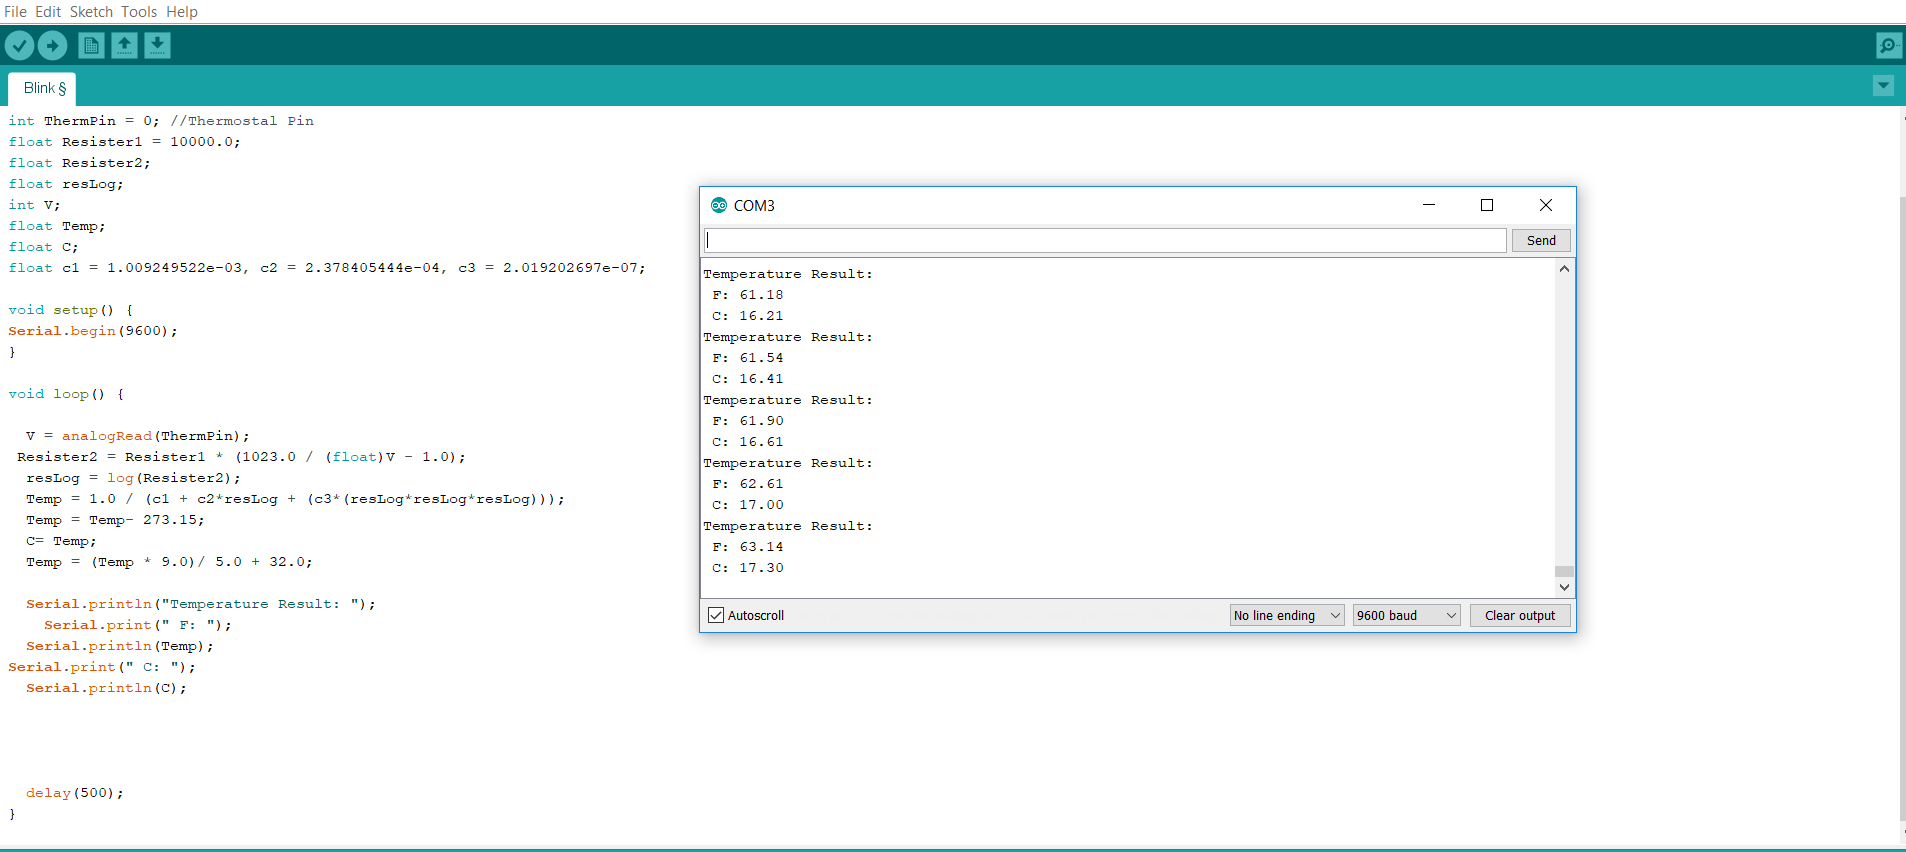 File Edit Sketch Tools Help
Blink §
int ThermPin = 0; //Thermostal Pin
float Resister1 = 10000.0;
float Resister2;
float resLog;
int V;
float Temp;
float C;
float c1 = 1.009249522e-03, c2 = 2.378405444e-04, c3 = 2.019202697e-07;
void setup() {
Serial.begin(9600);
}
void loop() {
V = analogRead(ThermPin);
Resister2 = Resister1 * (1023.0 / (float)V - 1.0);
resLog = log(Resister2);
Temp = 1.0 / (c1 + c2*resLog + (c3*(resLog*resLog*resLog)));
Temp = Temp- 273.15;
C= Temp;
Temp = (Temp * 9.0)/ 5.0 + 32.0;
Serial.println("Temperature Result: ");
Serial.print(" F: ");
Serial.println(Temp);
Serial.print(" C: ");
Serial.println(C);
delay(500);
}
COM3
Send
Temperature Result:
F: 61.18
C: 16.21
Temperature Result:
F: 61.54
C: 16.41
Temperature Result:
F: 61.90
C: 16.61
Temperature Result:
F: 62.61
C: 17.00
Temperature Result:
F: 63.14
C: 17.30
Autoscroll
No line ending
9600 baud
Clear output